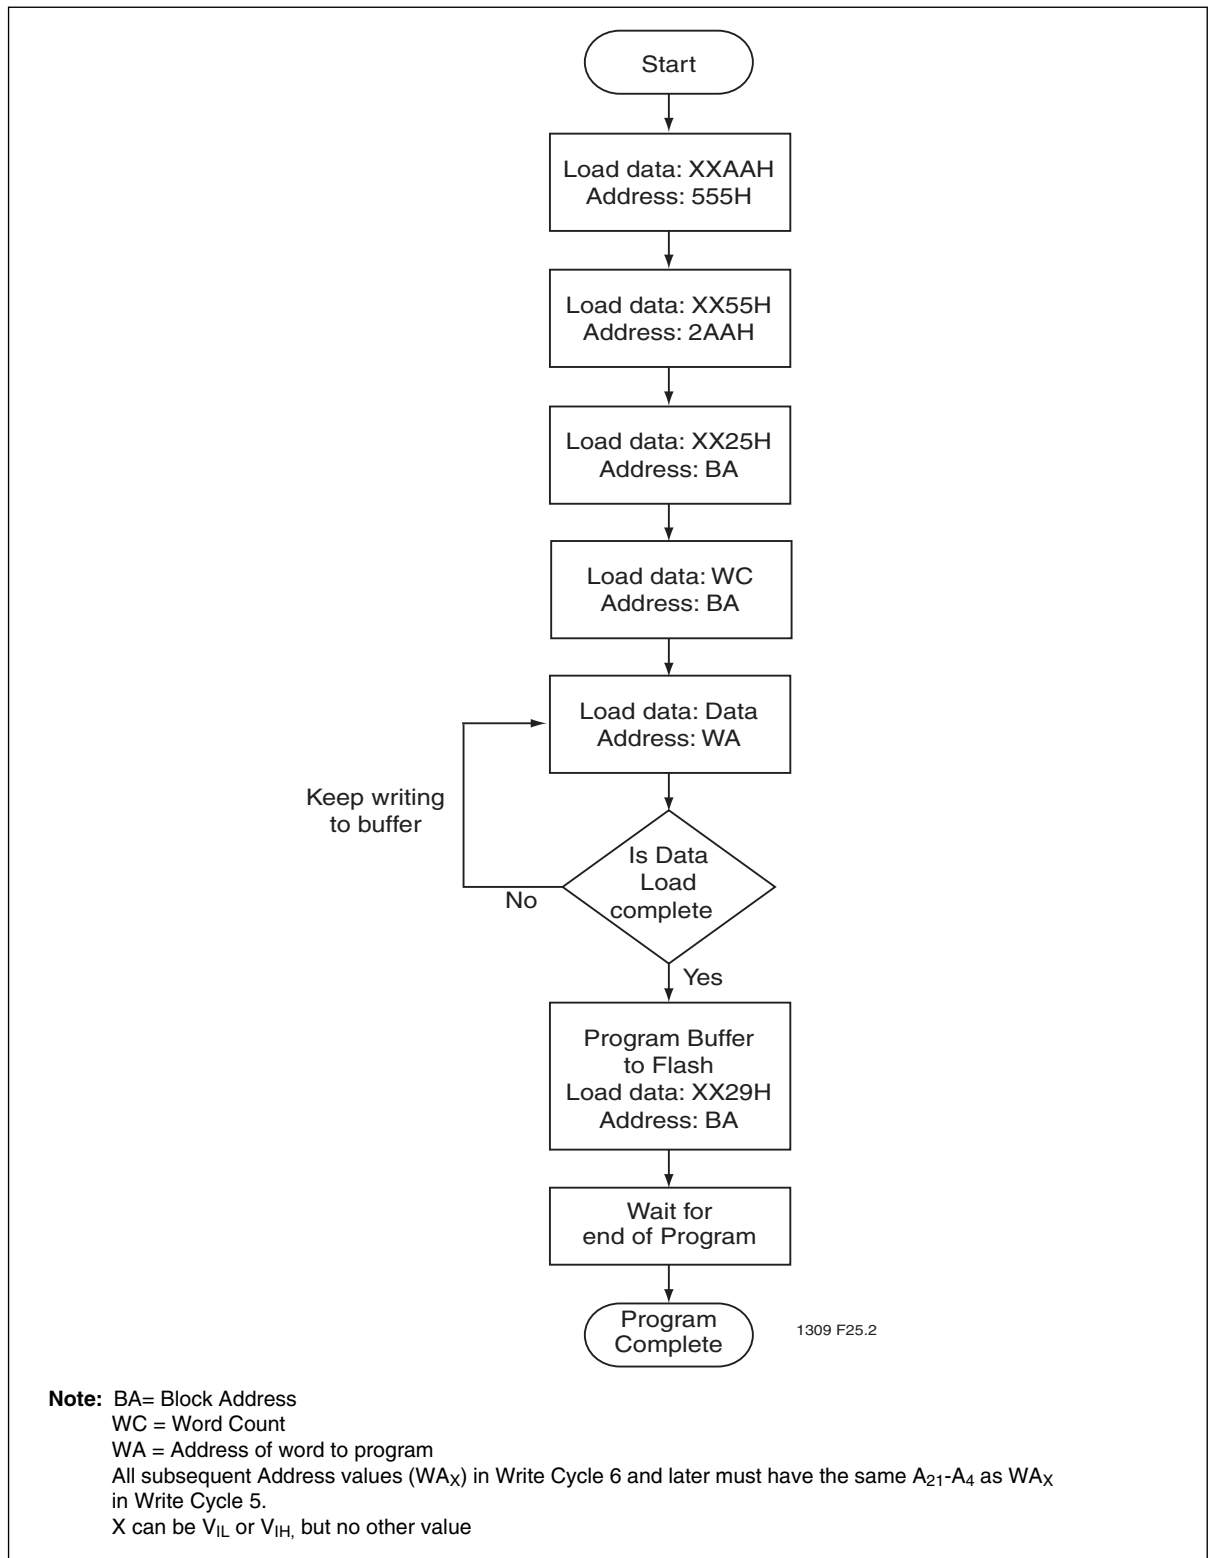 Start
Load data: XXAAH
Address: 555H
Load data: XX55H
Address: 2AAH
Load data: XX25H
Address: BA
Load data: WC
Address: BA
Load data: Data
Address: WA
Keep writing
to buffer
Is Data
Load
complete
No
Yes
Program Buffer
to Flash
Load data: XX29H
Address: BA
Wait for
end of Program
Program
Complete
1309 F25.2
Note: BA= Block Address
WC = Word Count
WA = Address of word to program
All subsequent Address values (WAX) in Write Cycle 6 and later must have the same A21-A4 as WAX
in Write Cycle 5.
X can be VIL or VIH, but no other value